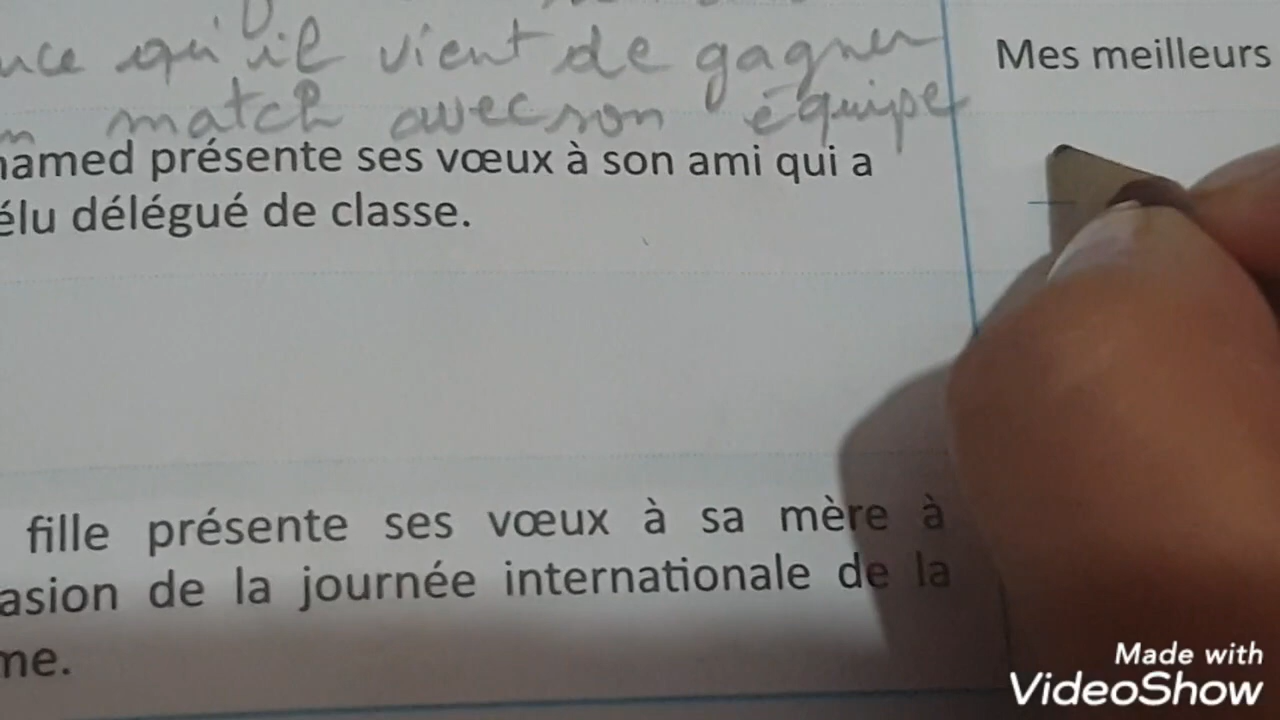 qu'il vient de gagner
match avec son équipe
Mes meilleurs
amed présente ses vœux à son ami qui a
élu délégué de classe.
fille présente ses vœux à sa mère à
asion de la journée internationale de la
me.
Made with
VideoShow